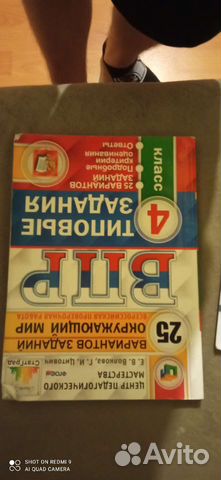 ЦЕНТР ПЕДАГОГИЧЕСКОГО
МАСТЕРСТВА
Е. В. Волкова, Г. И. Цитович
СтатГрад
25
ВАРИАНТОВ ЗАДАНИЙ
ОКРУЖАЮЩИЙ МИР
ВСЕРОССИЙСКАЯ ПРОВЕРОЧНАЯ РАБОТА
ВПР
4
КЛАСС
ТИПОВЫЕ
ЗАДАНИЯ
25 ВАРИАНТОВ
ЗАДАНИЙ
Подробные
критерии
оценивания
Ответы
SHOT ON REDMI 9
AI QUAD CAMERA
Avito